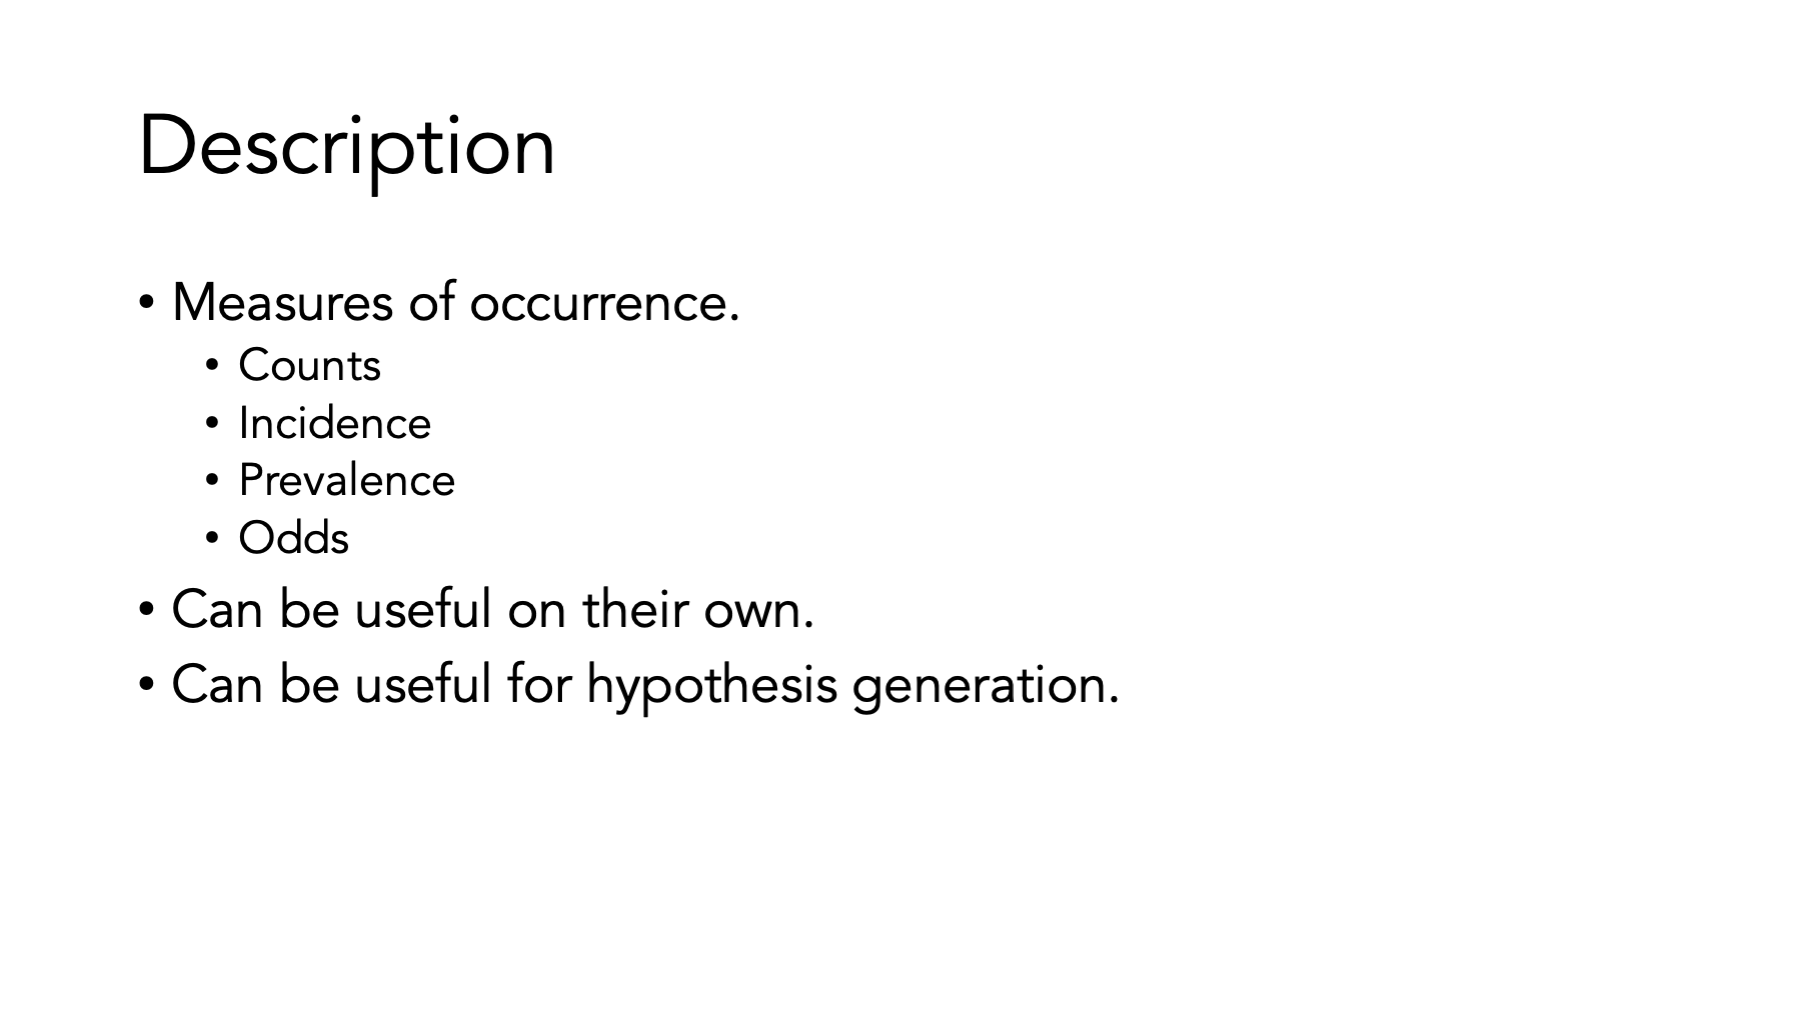 Description
• Measures of occurrence.
• Counts
• Incidence
• Prevalence
• Odds
• Can be useful on their own.
• Can be useful for hypothesis generation.